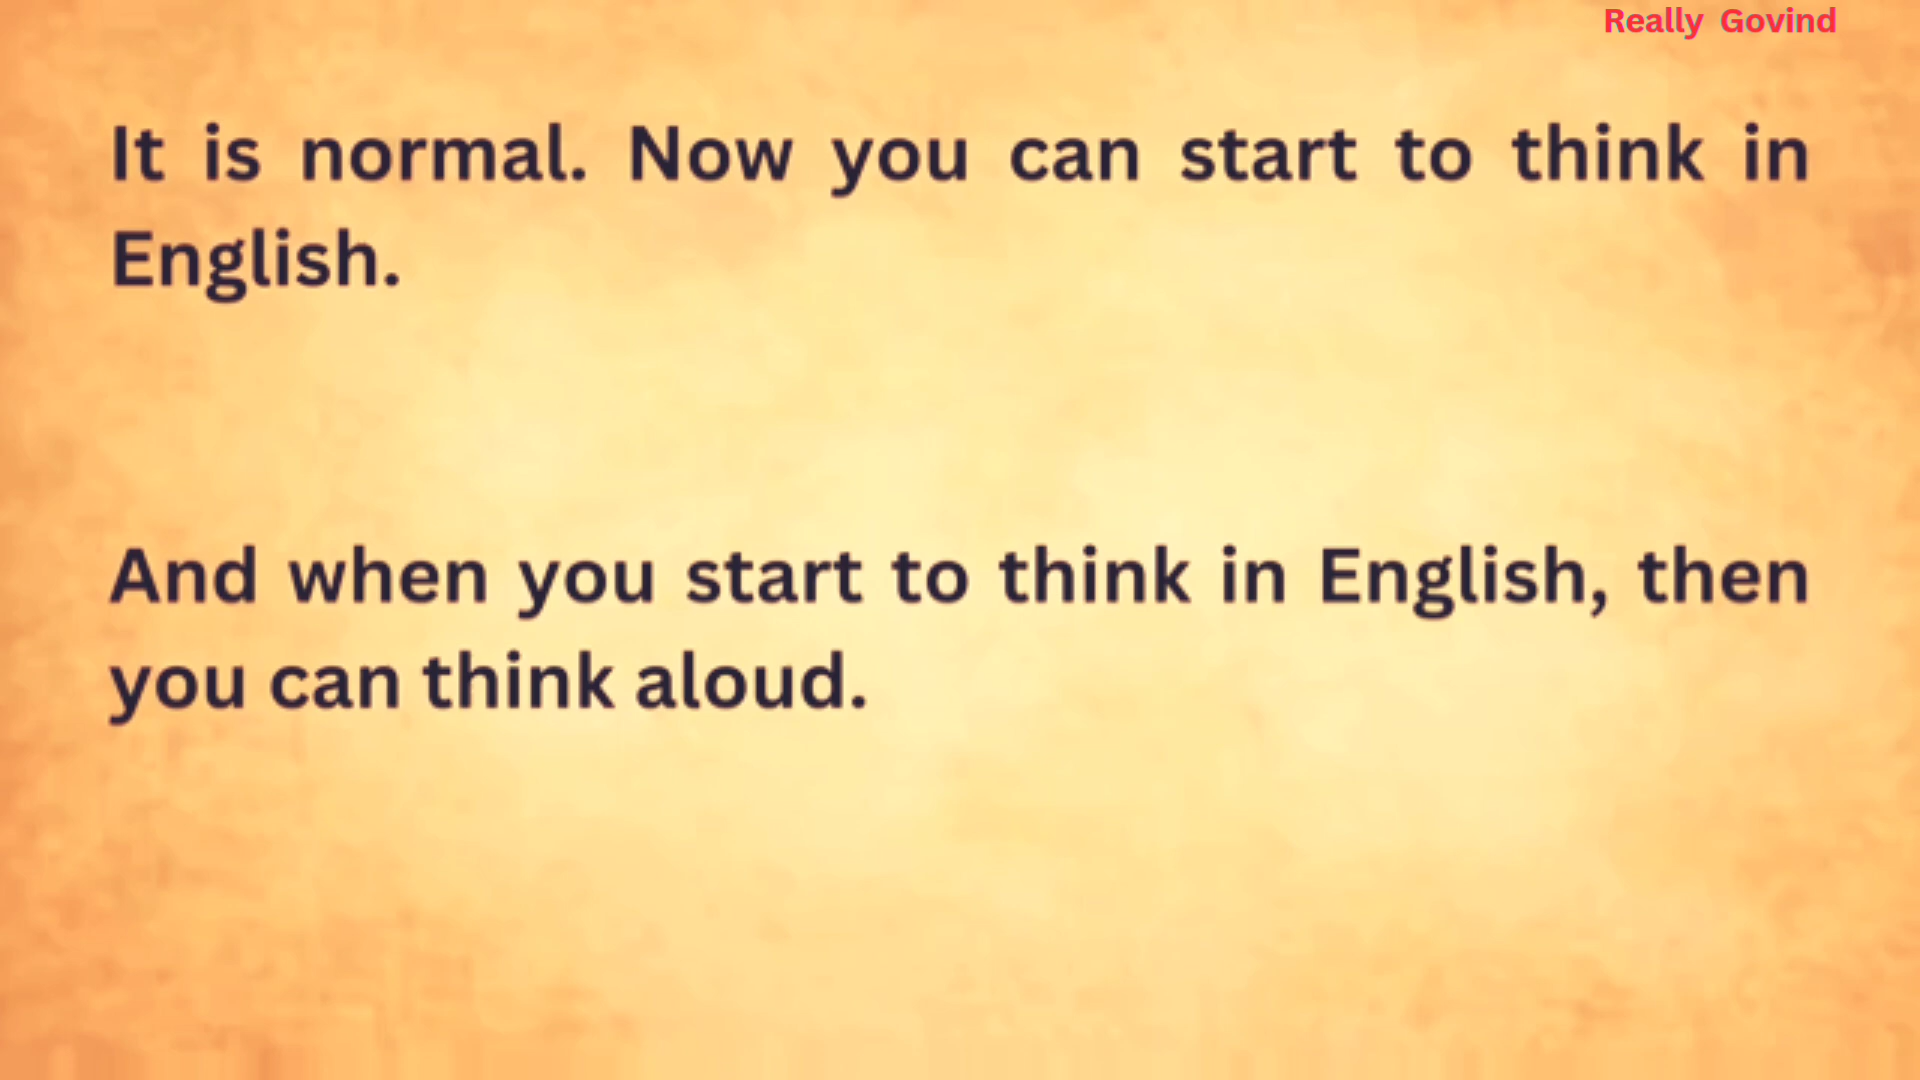 Really Govind
It is normal. Now you can start to think in
English.
And when you start to think in English, then
you can think aloud.